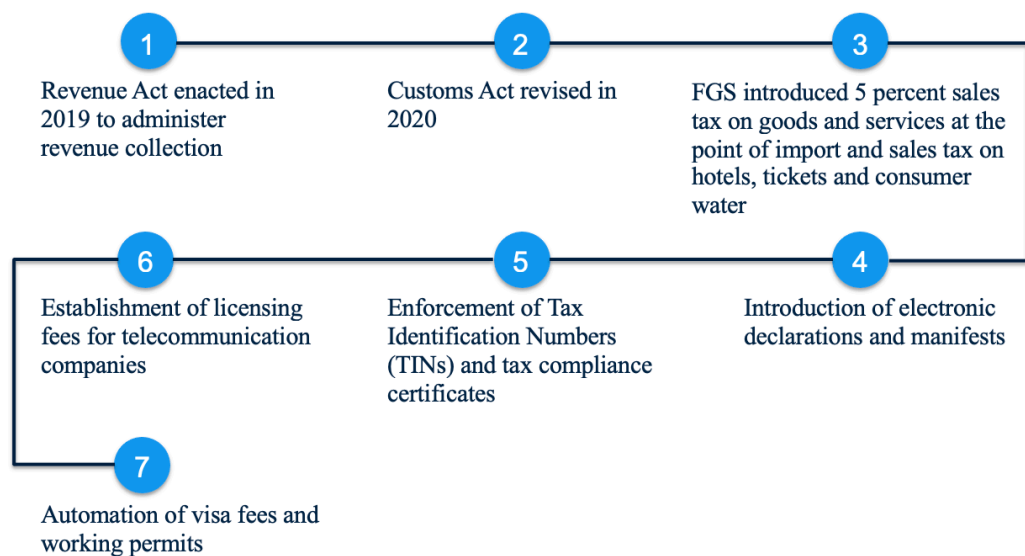 1
Revenue Act enacted in
2019 to administer
revenue collection
2
Customs Act revised in
2020
3
FGS introduced 5 percent sales
tax on goods and services at the
point of import and sales tax on
hotels, tickets and consumer
water
4
Introduction of electronic
declarations and manifests
5
Enforcement of Tax
Identification Numbers
(TINs) and tax compliance
certificates
6
Establishment of licensing
fees for telecommunication
companies
7
Automation of visa fees and
working permits